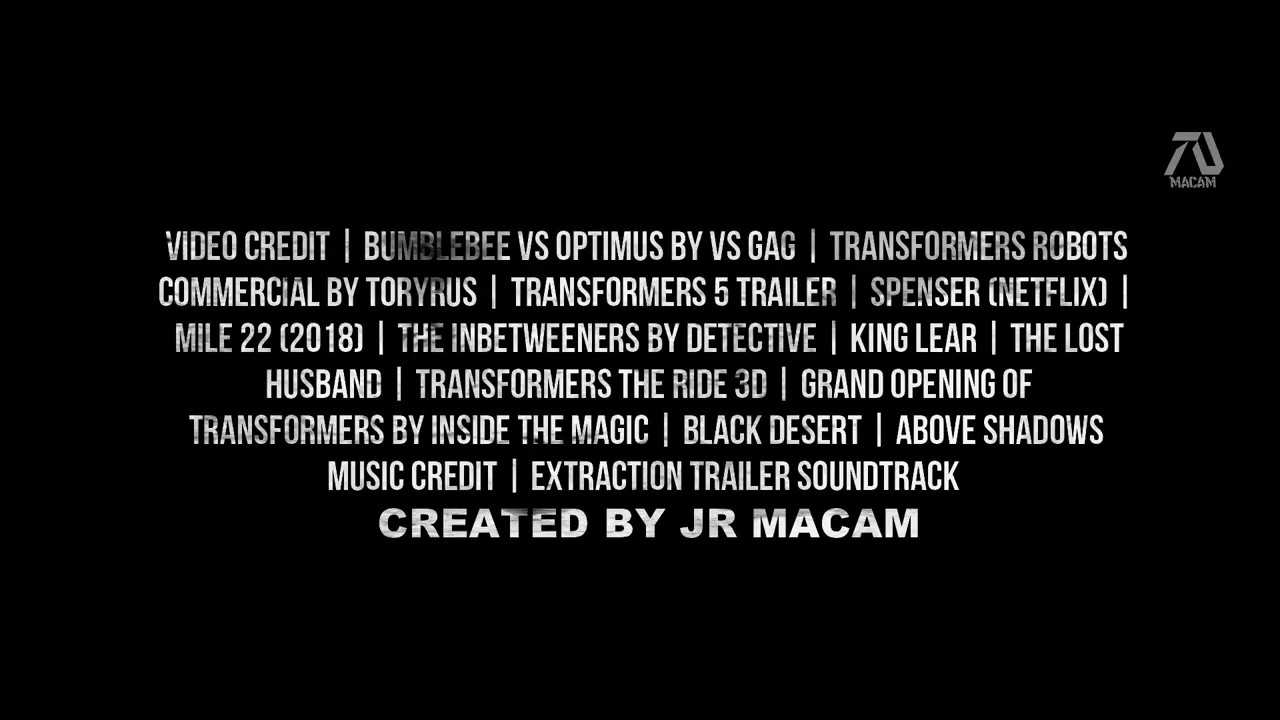 MACAM
VIDEO CREDIT | BUMBLEBEE VS OPTIMUS BY VS GAG | TRANSFORMERS ROBOTS
COMMERCIAL BY TORYRUS | TRANSFORMERS 5 TRAILER | SPENSER (NETFLIX) |
MILE 22 (2018) | THE INBETWEENERS BY DETECTIVE | KING LEAR | THE LOST
HUSBAND | TRANSFORMERS THE RIDE 3D | GRAND OPENING OF
TRANSFORMERS BY INSIDE THE MAGIC | BLACK DESERT | ABOVE SHADOWS
MUSIC CREDIT | EXTRACTION TRAILER SOUNDTRACK
CREATED BY JR MACAM